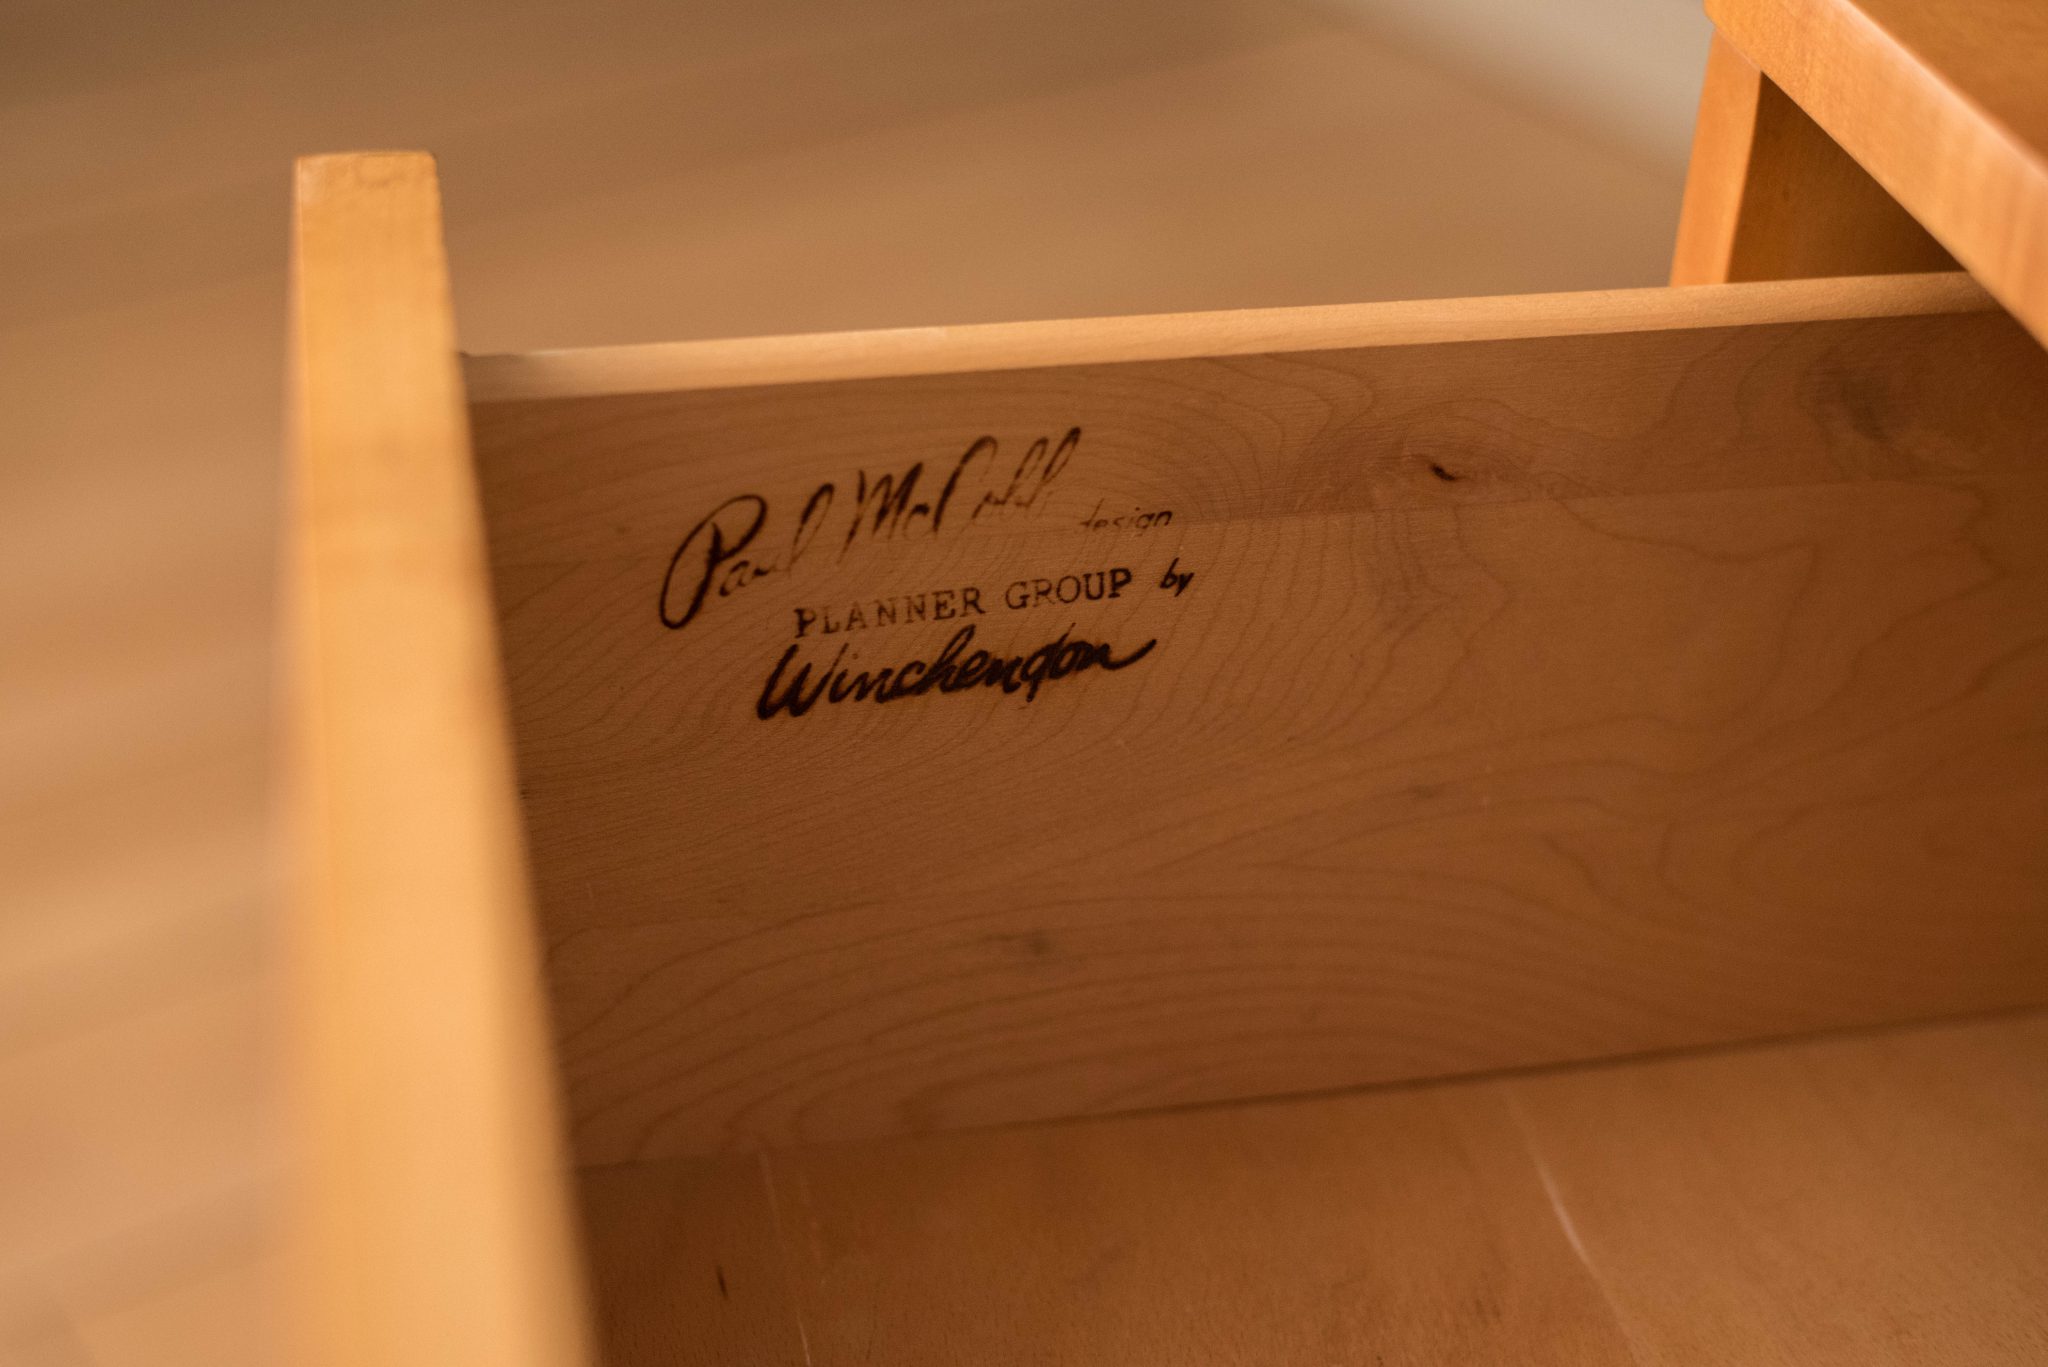 Paul McCobb design
PLANNER GROUP by
Winchendon